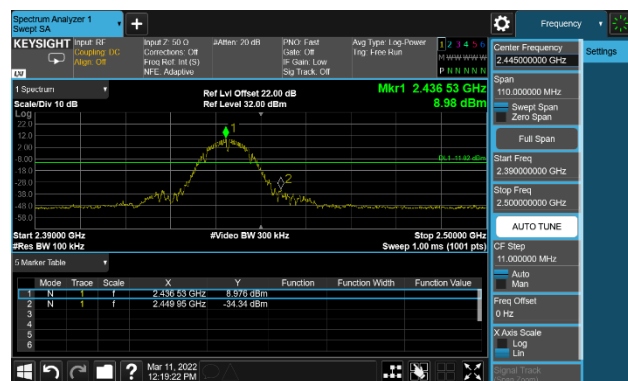 Spectrum Analyzer 1
Swept SA
Frequency
KEYSIGHT
Input: RF
Coupling: DC
Align: Off
Input Z: 50 Ω
Corrections: Off
Freq Ref: Int (S)
NFE: Adaptive
#Atten: 20 dB
PNO: Fast
Gate: Off
IF Gain: Low
Sig Track: Off
Avg Type: Log-Power
Trig: Free Run
1 2 3 4 5 6
M W W W W W
P N N N N N
LXI
1 Spectrum
Scale/Div 10 dB
Ref Lvl Offset 22.00 dB
Ref Level 32.00 dBm
Mkr1 2.436 53 GHz
8.98 dBm
Log
22.0
12.0
2.00
-8.00
-18.0
-28.0
-38.0
-48.0
-58.0
1
2
DL1 -11.02 dBm
Start 2.39000 GHz
#Res BW 100 kHz
#Video BW 300 kHz
Stop 2.50000 GHz
Sweep 1.00 ms (1001 pts)
5 Marker Table
Mode Trace Scale X Y Function Function Width Function Value
1 N 1 f 2.436 53 GHz 8.976 dBm
2 N 1 f 2.449 95 GHz -34.34 dBm
3
4
5
6
Mar 11, 2022
12:19:22 PM
Center Frequency
2.445000000 GHz
Settings
Span
110.000000 MHz
Swept Span
Zero Span
Full Span
Start Freq
2.390000000 GHz
Stop Freq
2.500000000 GHz
AUTO TUNE
CF Step
11.000000 MHz
Auto
Man
Freq Offset
0 Hz
X Axis Scale
Log
Lin
Signal Track
(Span Zoom)